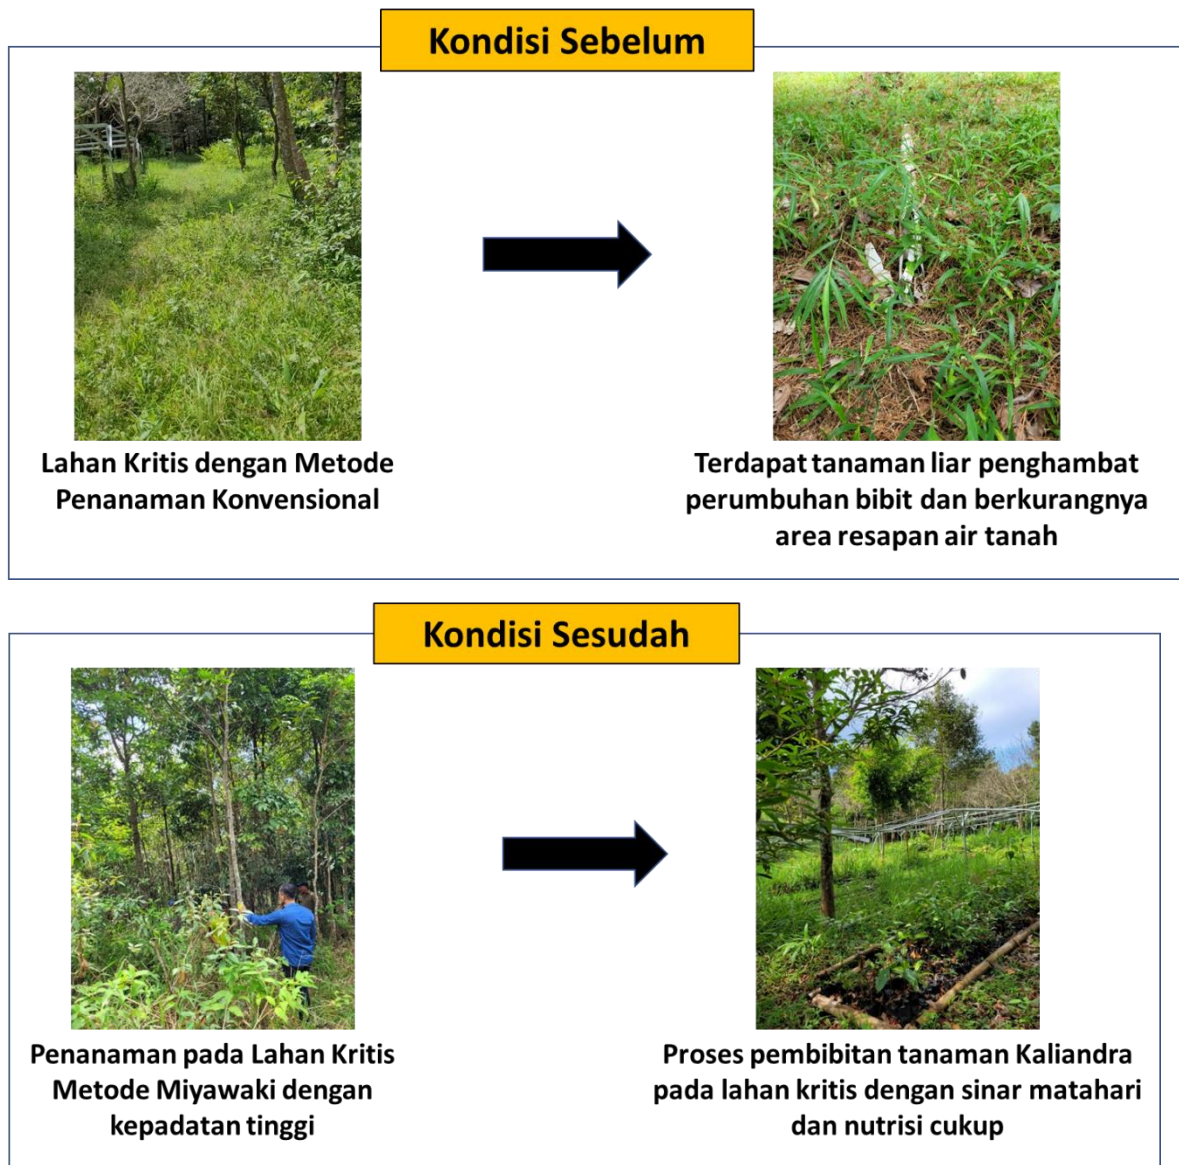 Kondisi Sebelum
Lahan Kritis dengan Metode
Penanaman Konvensional
Terdapat tanaman liar penghambat
perumbuhan bibit dan berkurangnya
area resapan air tanah
Kondisi Sesudah
Penanaman pada Lahan Kritis
Metode Miyawaki dengan
kepadatan tinggi
Proses pembibitan tanaman Kaliandra
pada lahan kritis dengan sinar matahari
dan nutrisi cukup